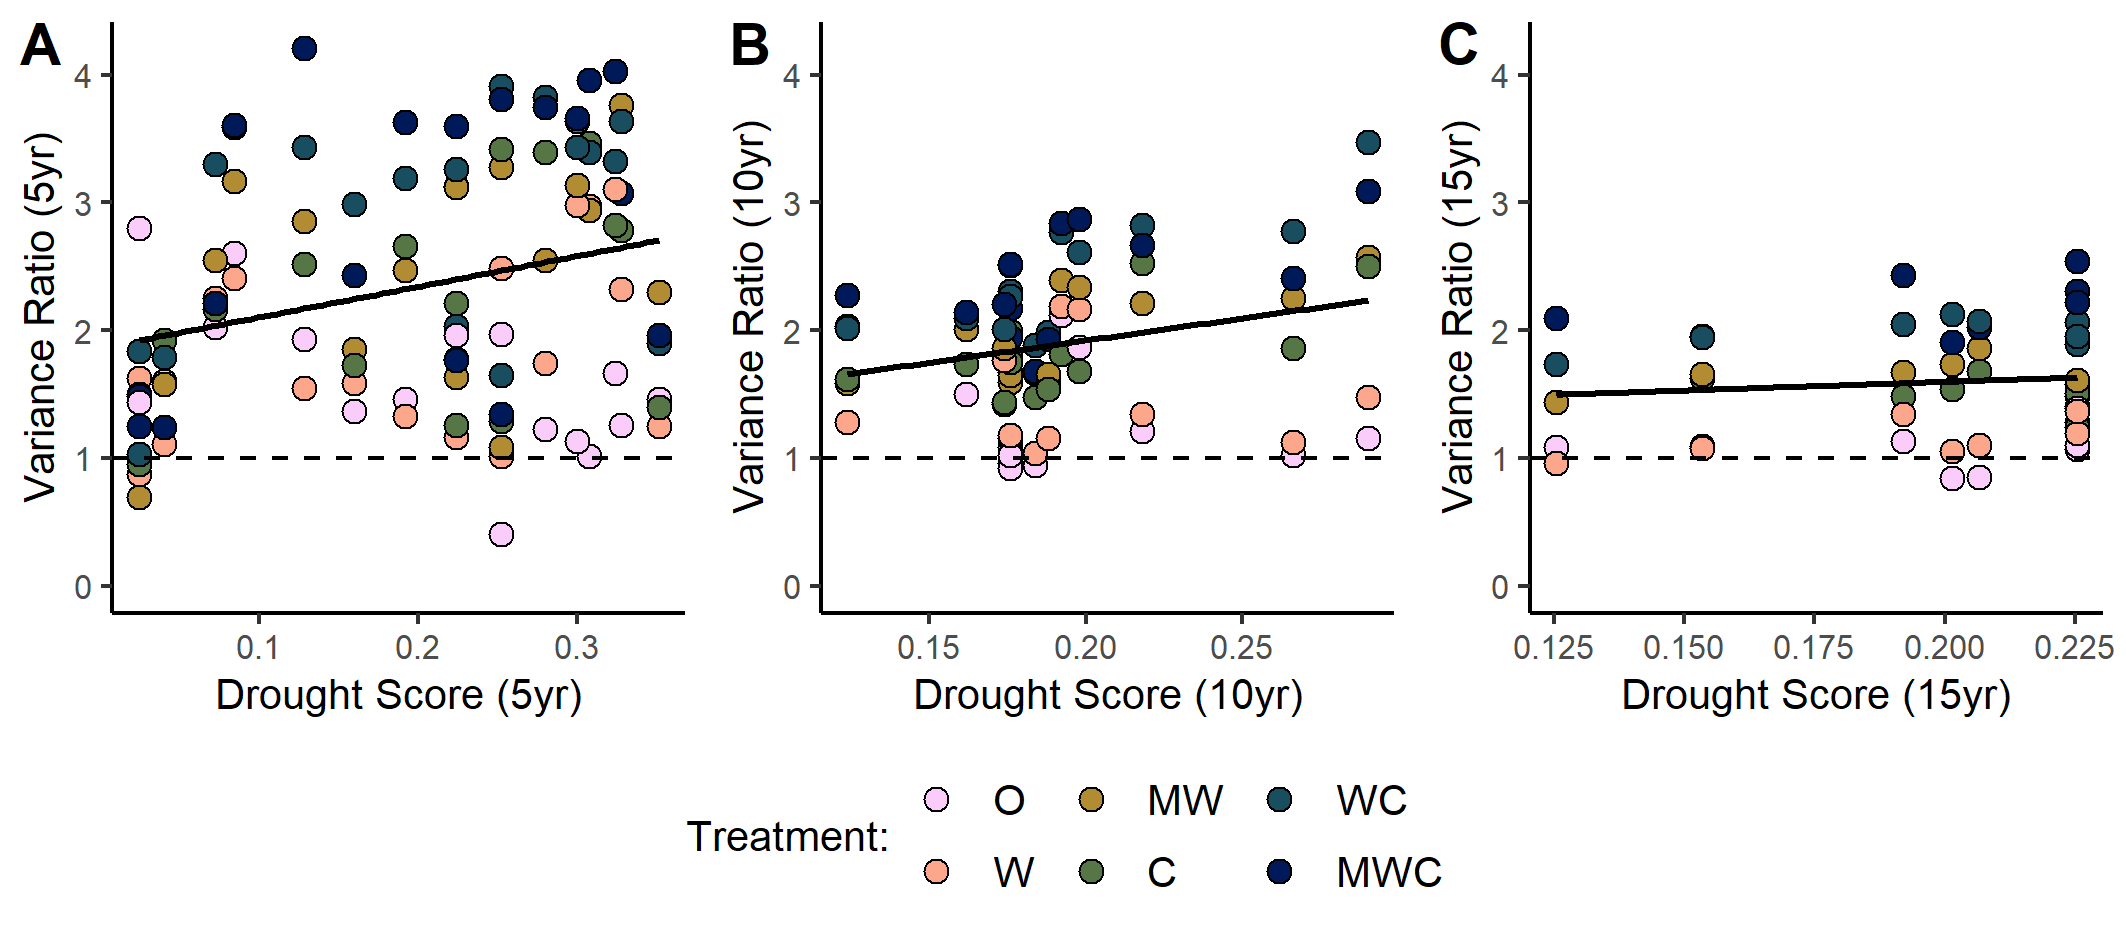 A
B
C
Variance Ratio (5yr)
4
3
2
1
0
0.1 0.2 0.3
Drought Score (5yr)
Variance Ratio (10yr)
4
3
2
1
0
0.15 0.20 0.25
Drought Score (10yr)
Variance Ratio (15yr)
4
3
2
1
0
0.125 0.150 0.175 0.200 0.225
Drought Score (15yr)
Treatment:
O MW WC
W C MWC